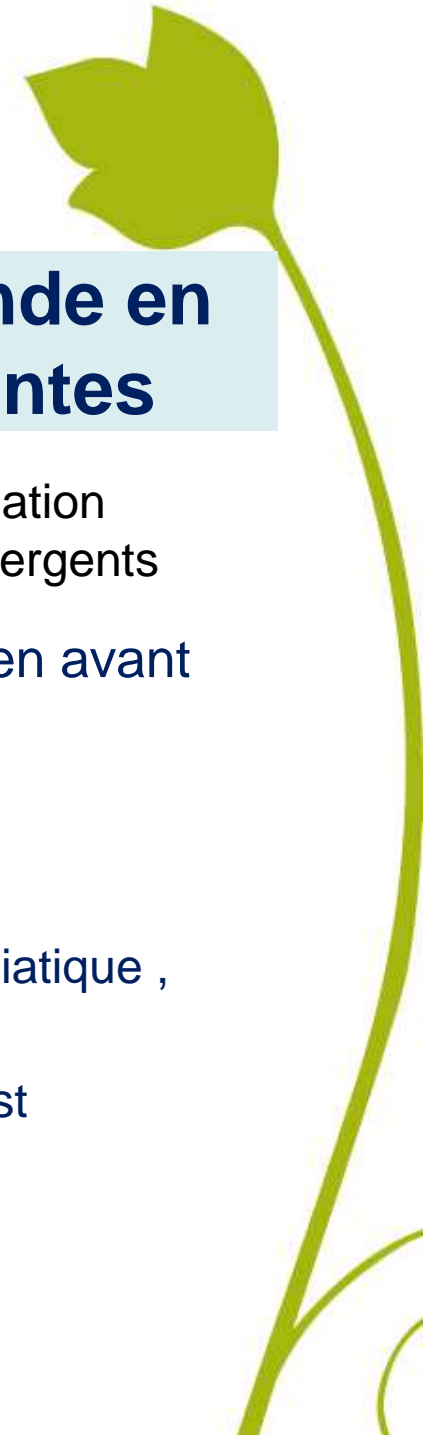 nde en
ntes
ation
ergents
en avant
iatique ,
st